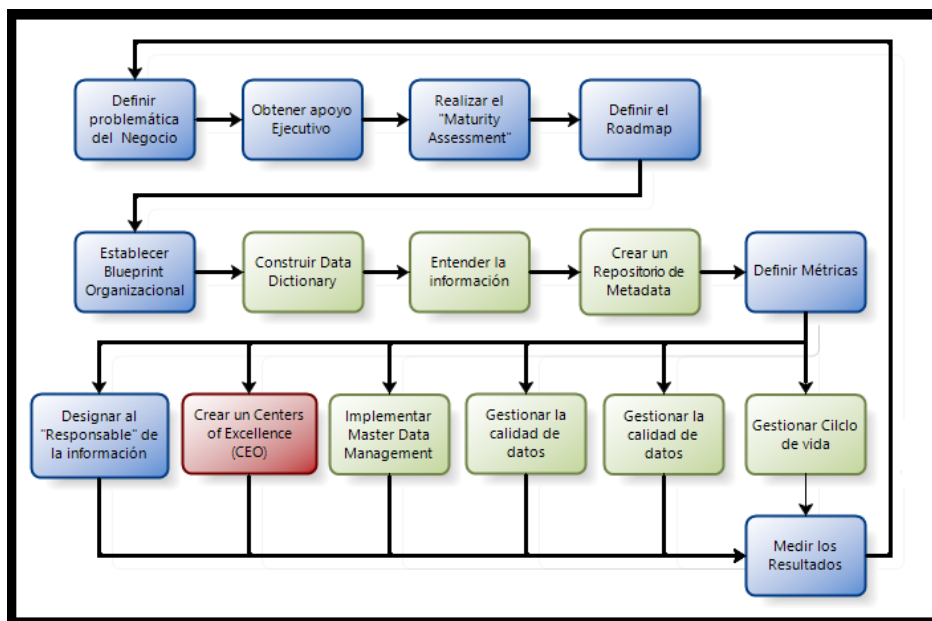 Definir
problemática
del Negocio
Obtener apoyo
Ejecutivo
Realizar el
"Maturity
Assessment"
Definir el
Roadmap
Establecer
Blueprint
Organizacional
Construir Data
Dictionary
Entender la
información
Crear un
Repositorio de
Metadata
Definir Métricas
Designar al
"Responsable" de
la información
Crear un Centers
of Excellence
(CEO)
Implementar
Master Data
Management
Gestionar la
calidad de
datos
Gestionar la
calidad de
datos
Gestionar Cilclo
de vida
Medir los
Resultados